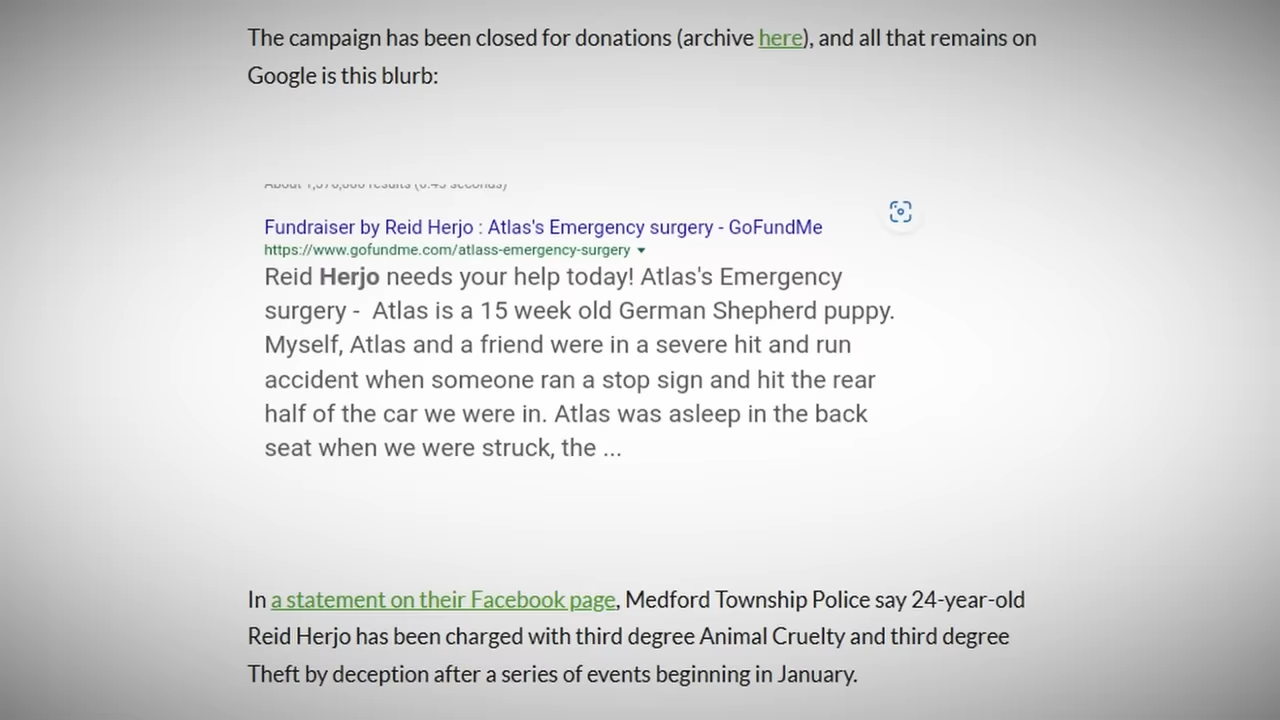 The campaign has been closed for donations (archive here), and all that remains on
Google is this blurb:
Fundraiser by Reid Herjo : Atlas's Emergency surgery - GoFundMe
https://www.gofundme.com/atlass-emergency-surgery
Reid Herjo needs your help today! Atlas's Emergency
surgery - Atlas is a 15 week old German Shepherd puppy.
Myself, Atlas and a friend were in a severe hit and run
accident when someone ran a stop sign and hit the rear
half of the car we were in. Atlas was asleep in the back
seat when we were struck, the ...
In a statement on their Facebook page, Medford Township Police say 24-year-old
Reid Herjo has been charged with third degree Animal Cruelty and third degree
Theft by deception after a series of events beginning in January.